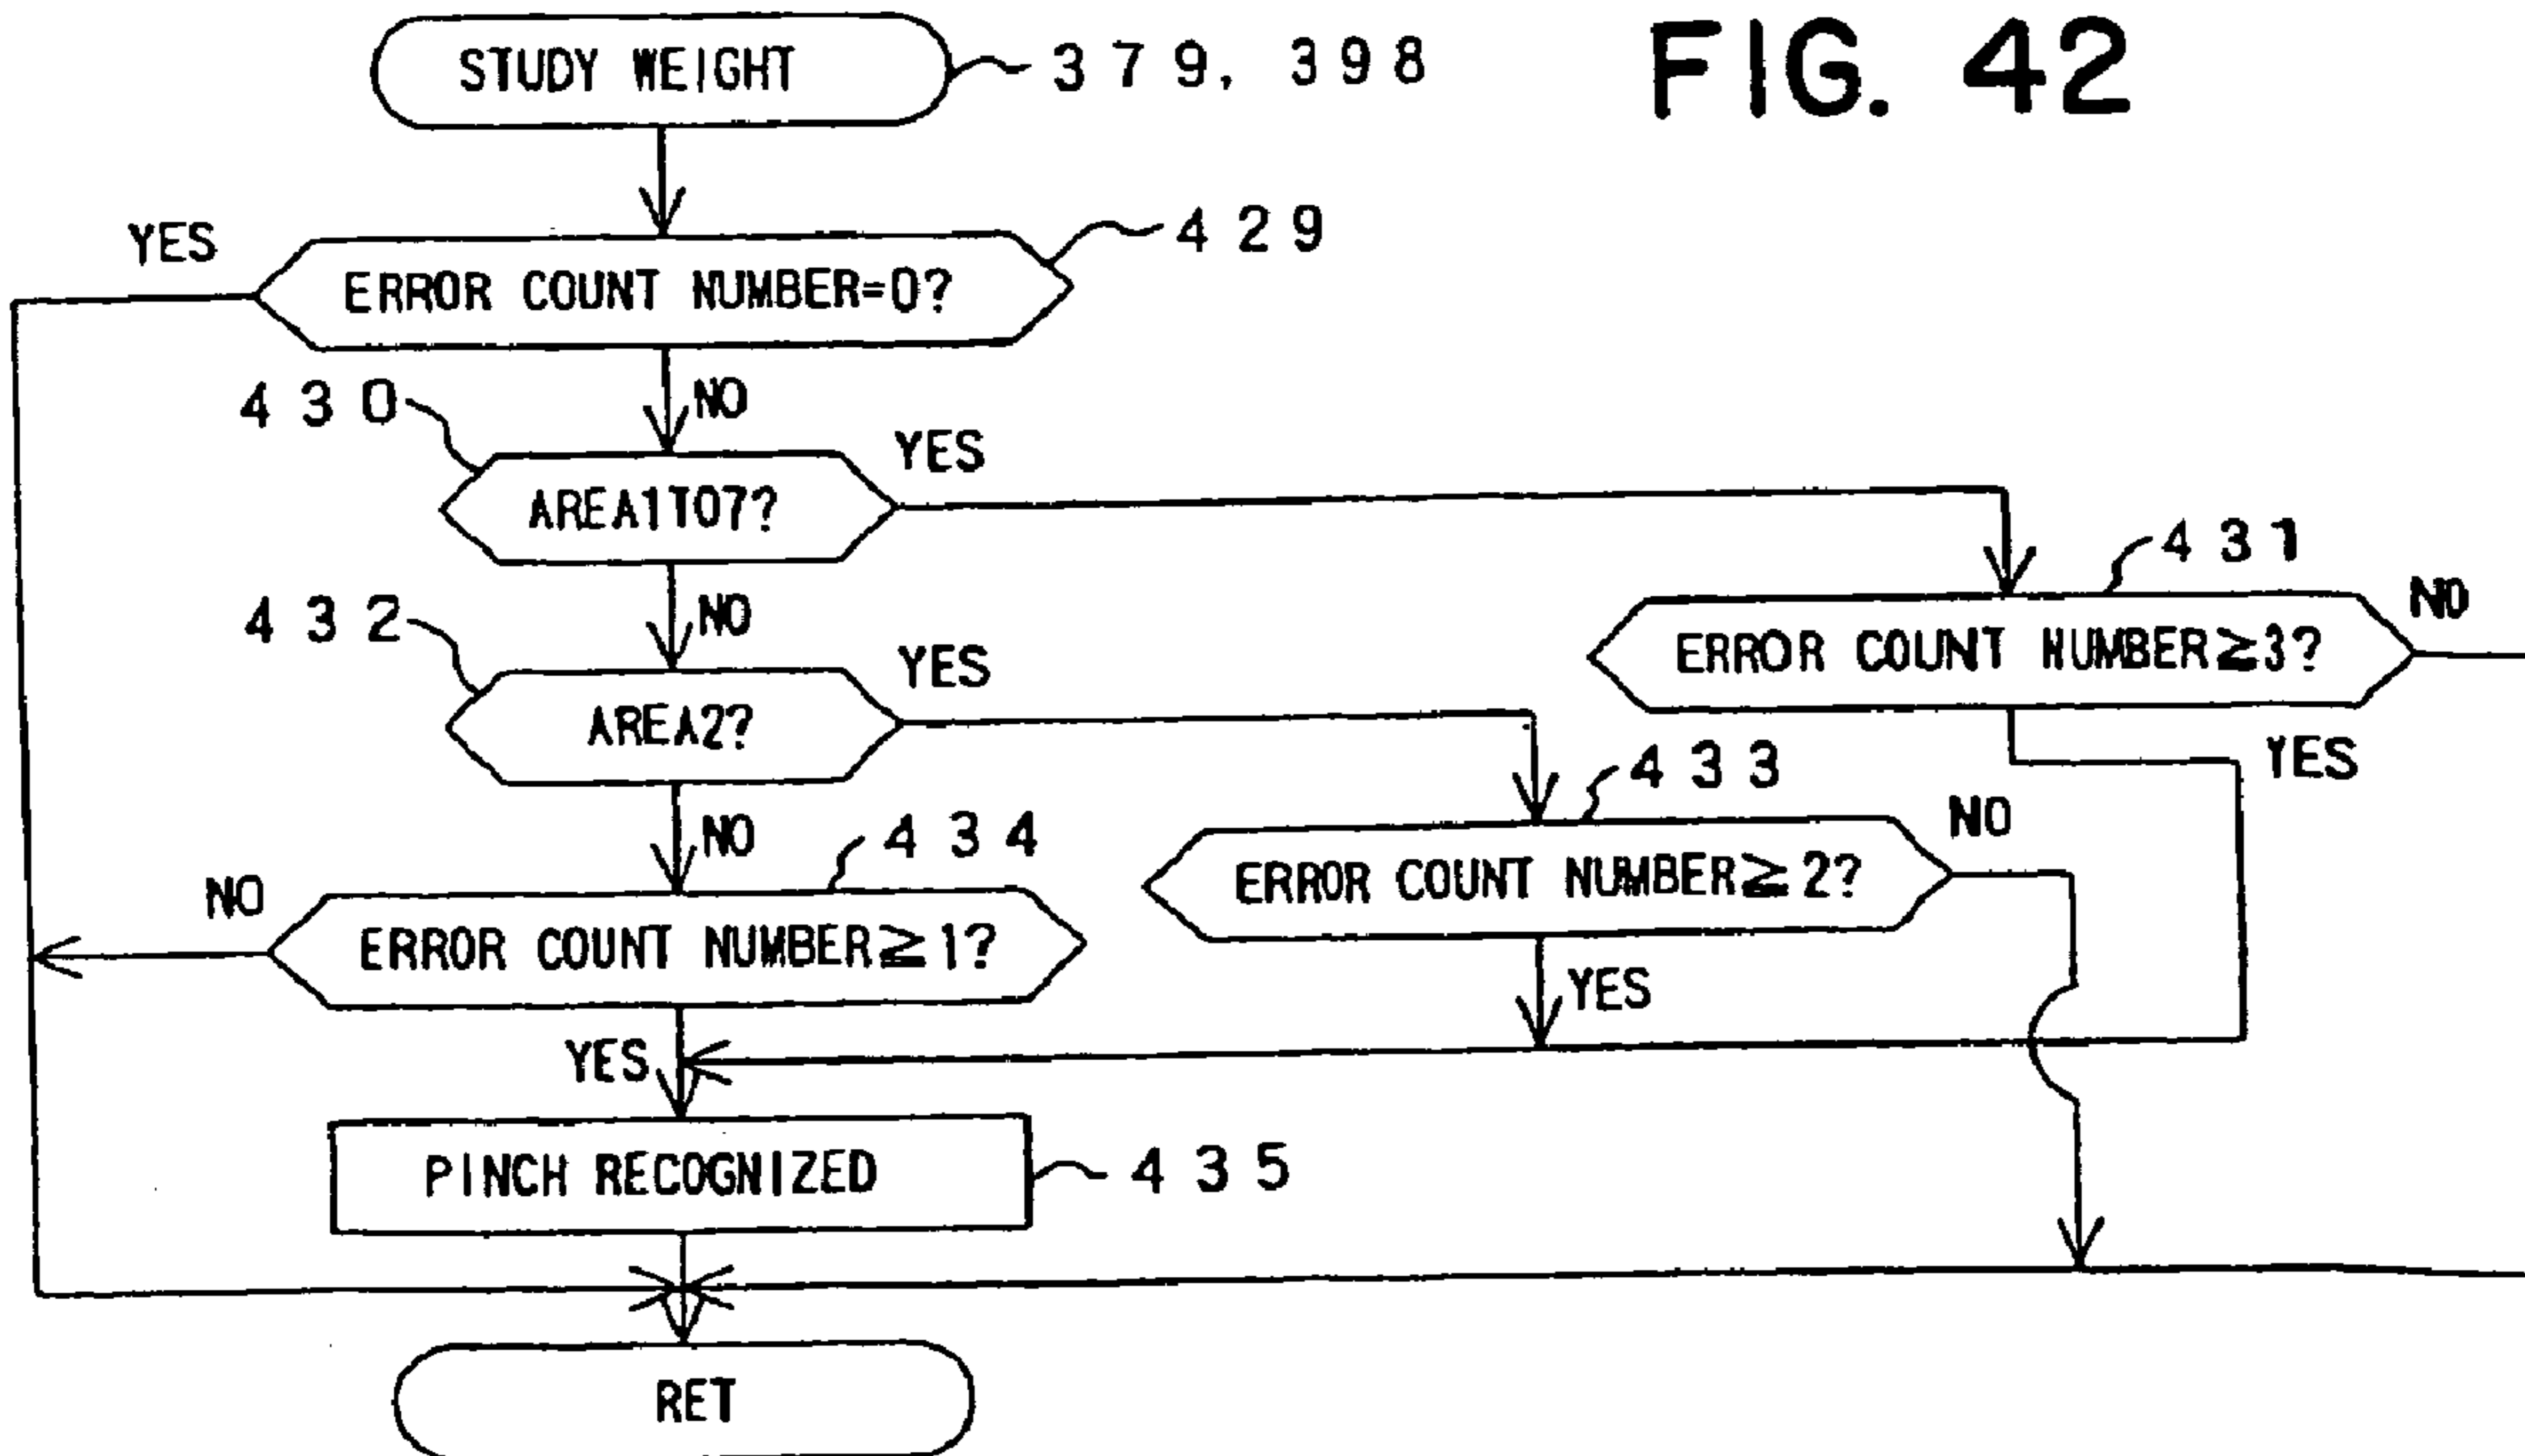 FIG. 42
STUDY WEIGHT
379, 398
YES
429
ERROR COUNT NUMBER=0?
430
NO
YES
AREA1TO7?
431
432
NO
YES
NO
ERROR COUNT NUMBER≧3?
AREA2?
433
YES
434
NO
NO
NO
ERROR COUNT NUMBER≧2?
ERROR COUNT NUMBER≧1?
YES
YES
PINCH RECOGNIZED
435
RET